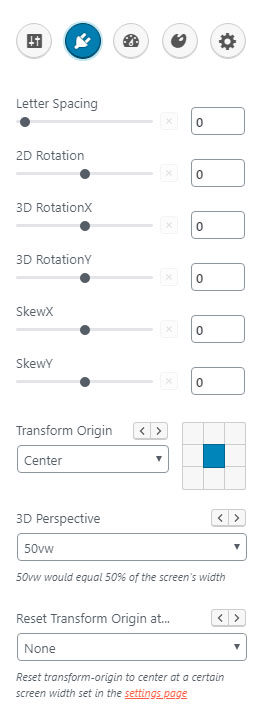 Letter Spacing
0
2D Rotation
0
3D RotationX
0
3D RotationY
0
SkewX
0
SkewY
0
Transform Origin
Center
3D Perspective
50vw
50vw would equal 50% of the screen's width
Reset Transform Origin at...
None
Reset transform-origin to center at a certain
screen width set in the settings page